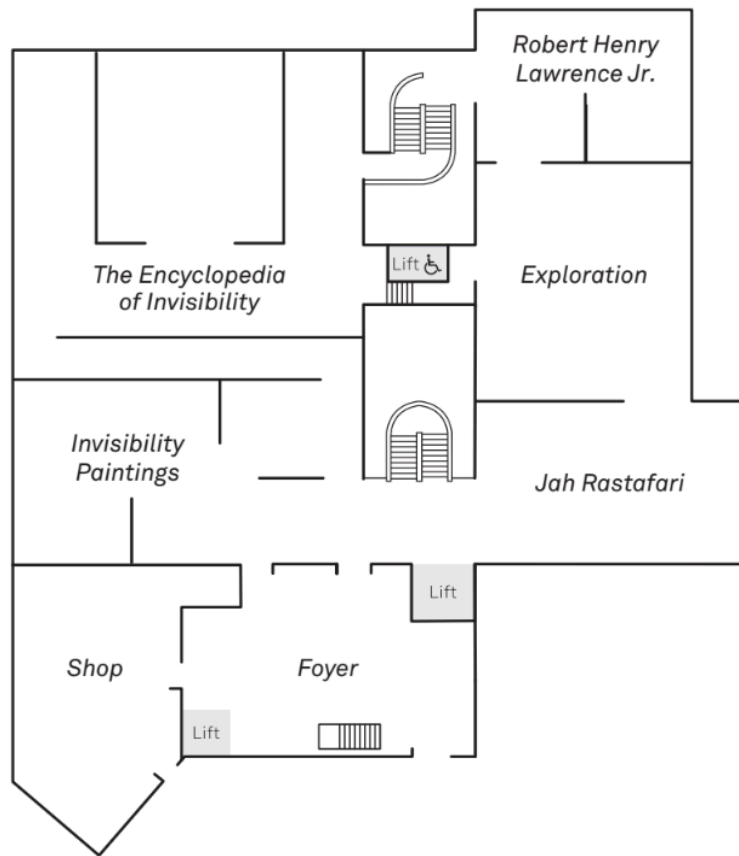 Robert Henry
Lawrence Jr.
Lift
The Encyclopedia
of Invisibility
Exploration
Invisibility
Paintings
Jah Rastafari
Lift
Shop
Foyer
Lift